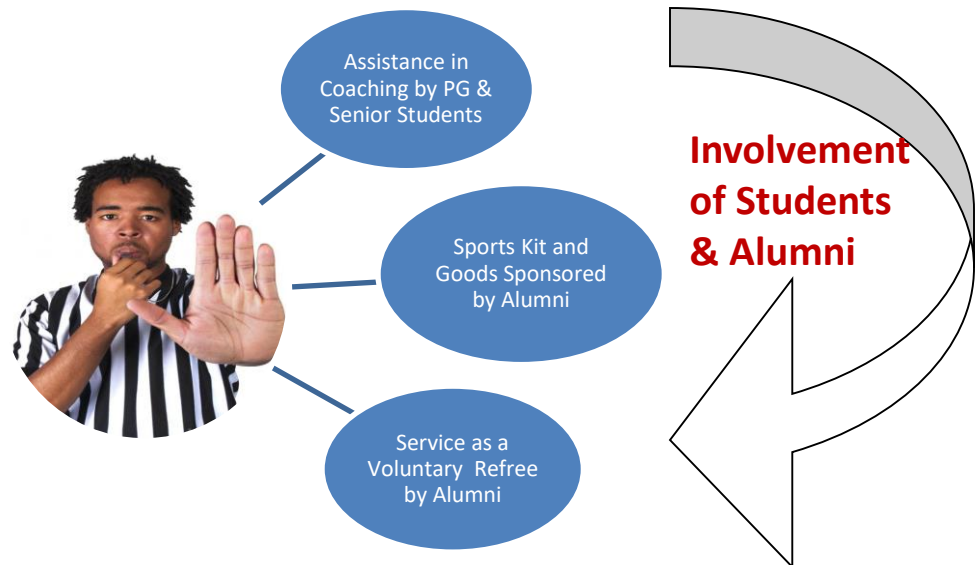 Assistance in
Coaching by PG &
Senior Students
Involvement
of Students
& Alumni
Sports Kit and
Goods Sponsored
by Alumni
Service as a
Voluntary Refree
by Alumni